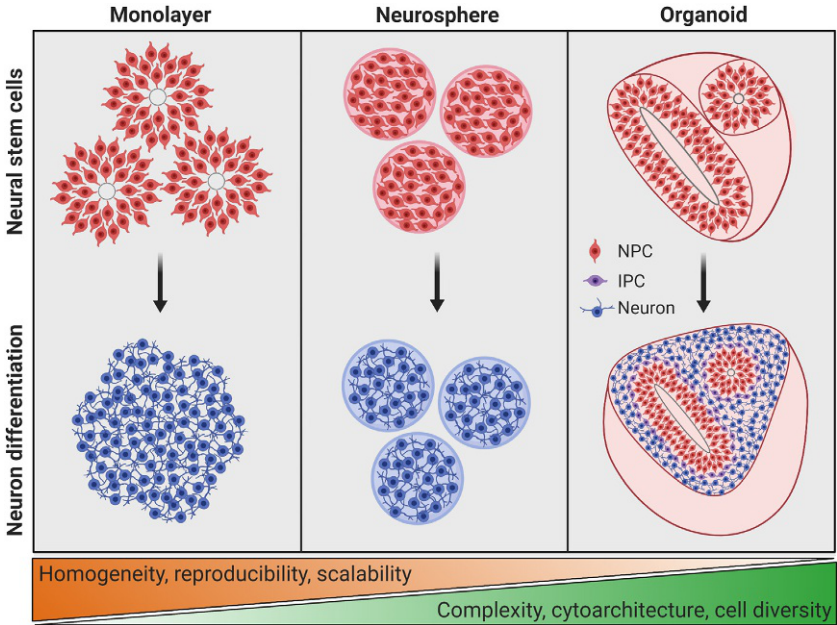 Monolayer
Neurosphere
Organoid
Neural stem cells
NPC
IPC
Neuron
Neuron differentiation
Homogeneity, reproducibility, scalability
Complexity, cytoarchitecture, cell diversity